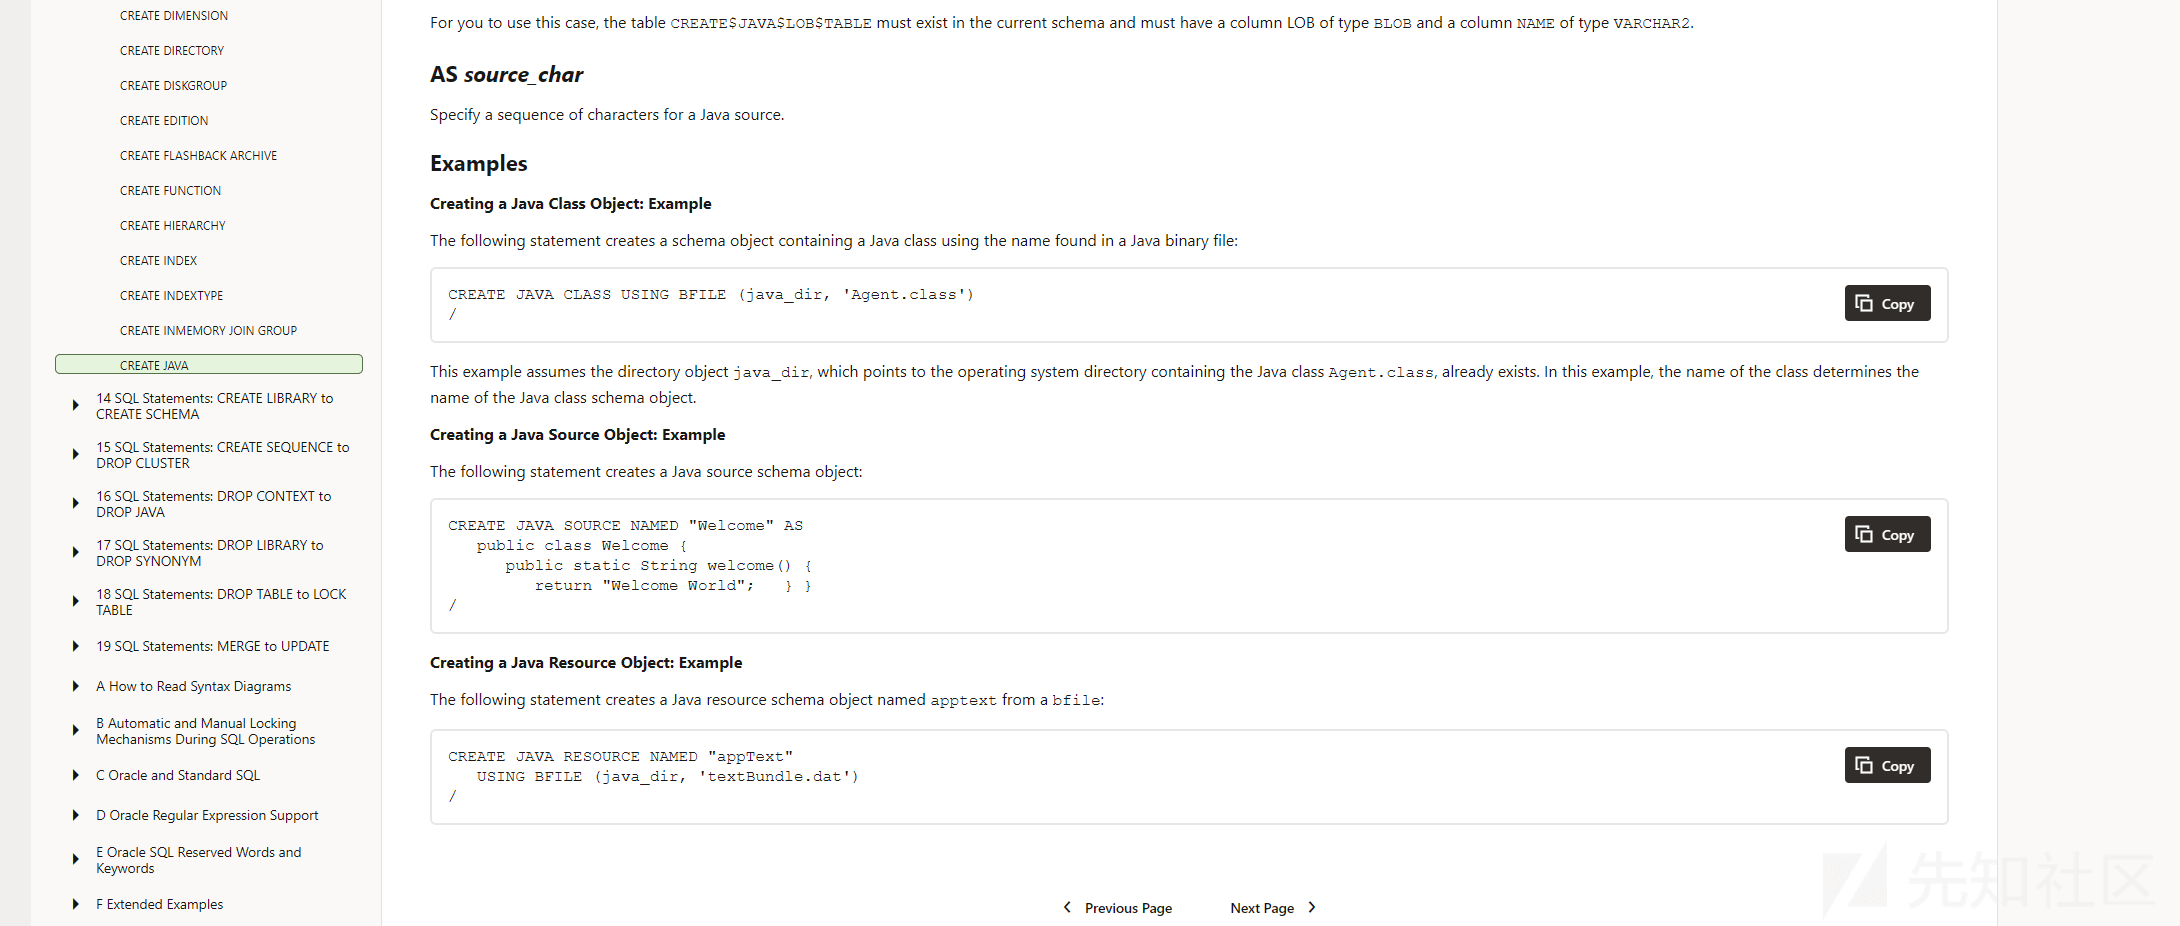 CREATE DIMENSION
CREATE DIRECTORY
CREATE DISKGROUP
CREATE EDITION
CREATE FLASHBACK ARCHIVE
CREATE FUNCTION
CREATE HIERARCHY
CREATE INDEX
CREATE INDEXTYPE
CREATE INMEMORY JOIN GROUP
CREATE JAVA
14 SQL Statements: CREATE LIBRARY to
CREATE SCHEMA
15 SQL Statements: CREATE SEQUENCE to
DROP CLUSTER
16 SQL Statements: DROP CONTEXT to
DROP JAVA
17 SQL Statements: DROP LIBRARY to
DROP SYNONYM
18 SQL Statements: DROP TABLE to LOCK
TABLE
19 SQL Statements: MERGE to UPDATE
A How to Read Syntax Diagrams
B Automatic and Manual Locking
Mechanisms During SQL Operations
C Oracle and Standard SQL
D Oracle Regular Expression Support
E Oracle SQL Reserved Words and
Keywords
F Extended Examples
For you to use this case, the table CREATE$JAVA$LOB$TABLE must exist in the current schema and must have a column LOB of type BLOB and a column NAME of type VARCHAR2.
AS source_char
Specify a sequence of characters for a Java source.
Examples
Creating a Java Class Object: Example
The following statement creates a schema object containing a Java class using the name found in a Java binary file:
CREATE JAVA CLASS USING BFILE (java_dir, 'Agent.class')
/
Copy
This example assumes the directory object java_dir, which points to the operating system directory containing the Java class Agent.class, already exists. In this example, the name of the class determines the
name of the Java class schema object.
Creating a Java Source Object: Example
The following statement creates a Java source schema object:
CREATE JAVA SOURCE NAMED "Welcome" AS
public class Welcome {
public static String welcome() {
return "Welcome World";   } }
/
Copy
Creating a Java Resource Object: Example
The following statement creates a Java resource schema object named apptext from a bfile:
CREATE JAVA RESOURCE NAMED "appText"
USING BFILE (java_dir, 'textBundle.dat')
/
Copy
Previous Page
Next Page
先知社区